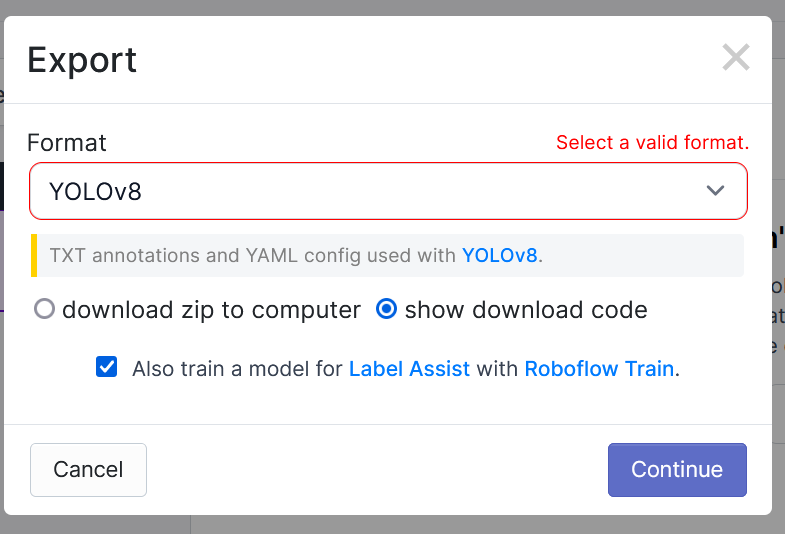 Export
Format
Select a valid format.
YOLOv8
TXT annotations and YAML config used with YOLOv8.
download zip to computer
show download code
Also train a model for Label Assist with Roboflow Train.
Cancel
Continue